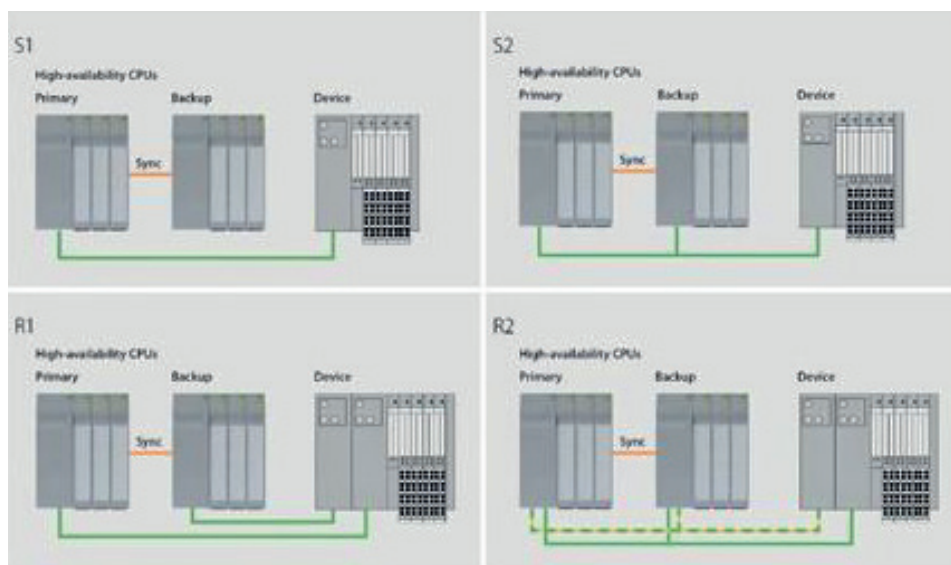 S1
High-availability CPUs
Primary Backup Device
Sync
S2
High-availability CPUs
Primary Backup Device
Sync
R1
High-availability CPUs
Primary Backup Device
Sync
R2
High-availability CPUs
Primary Backup Device
Sync